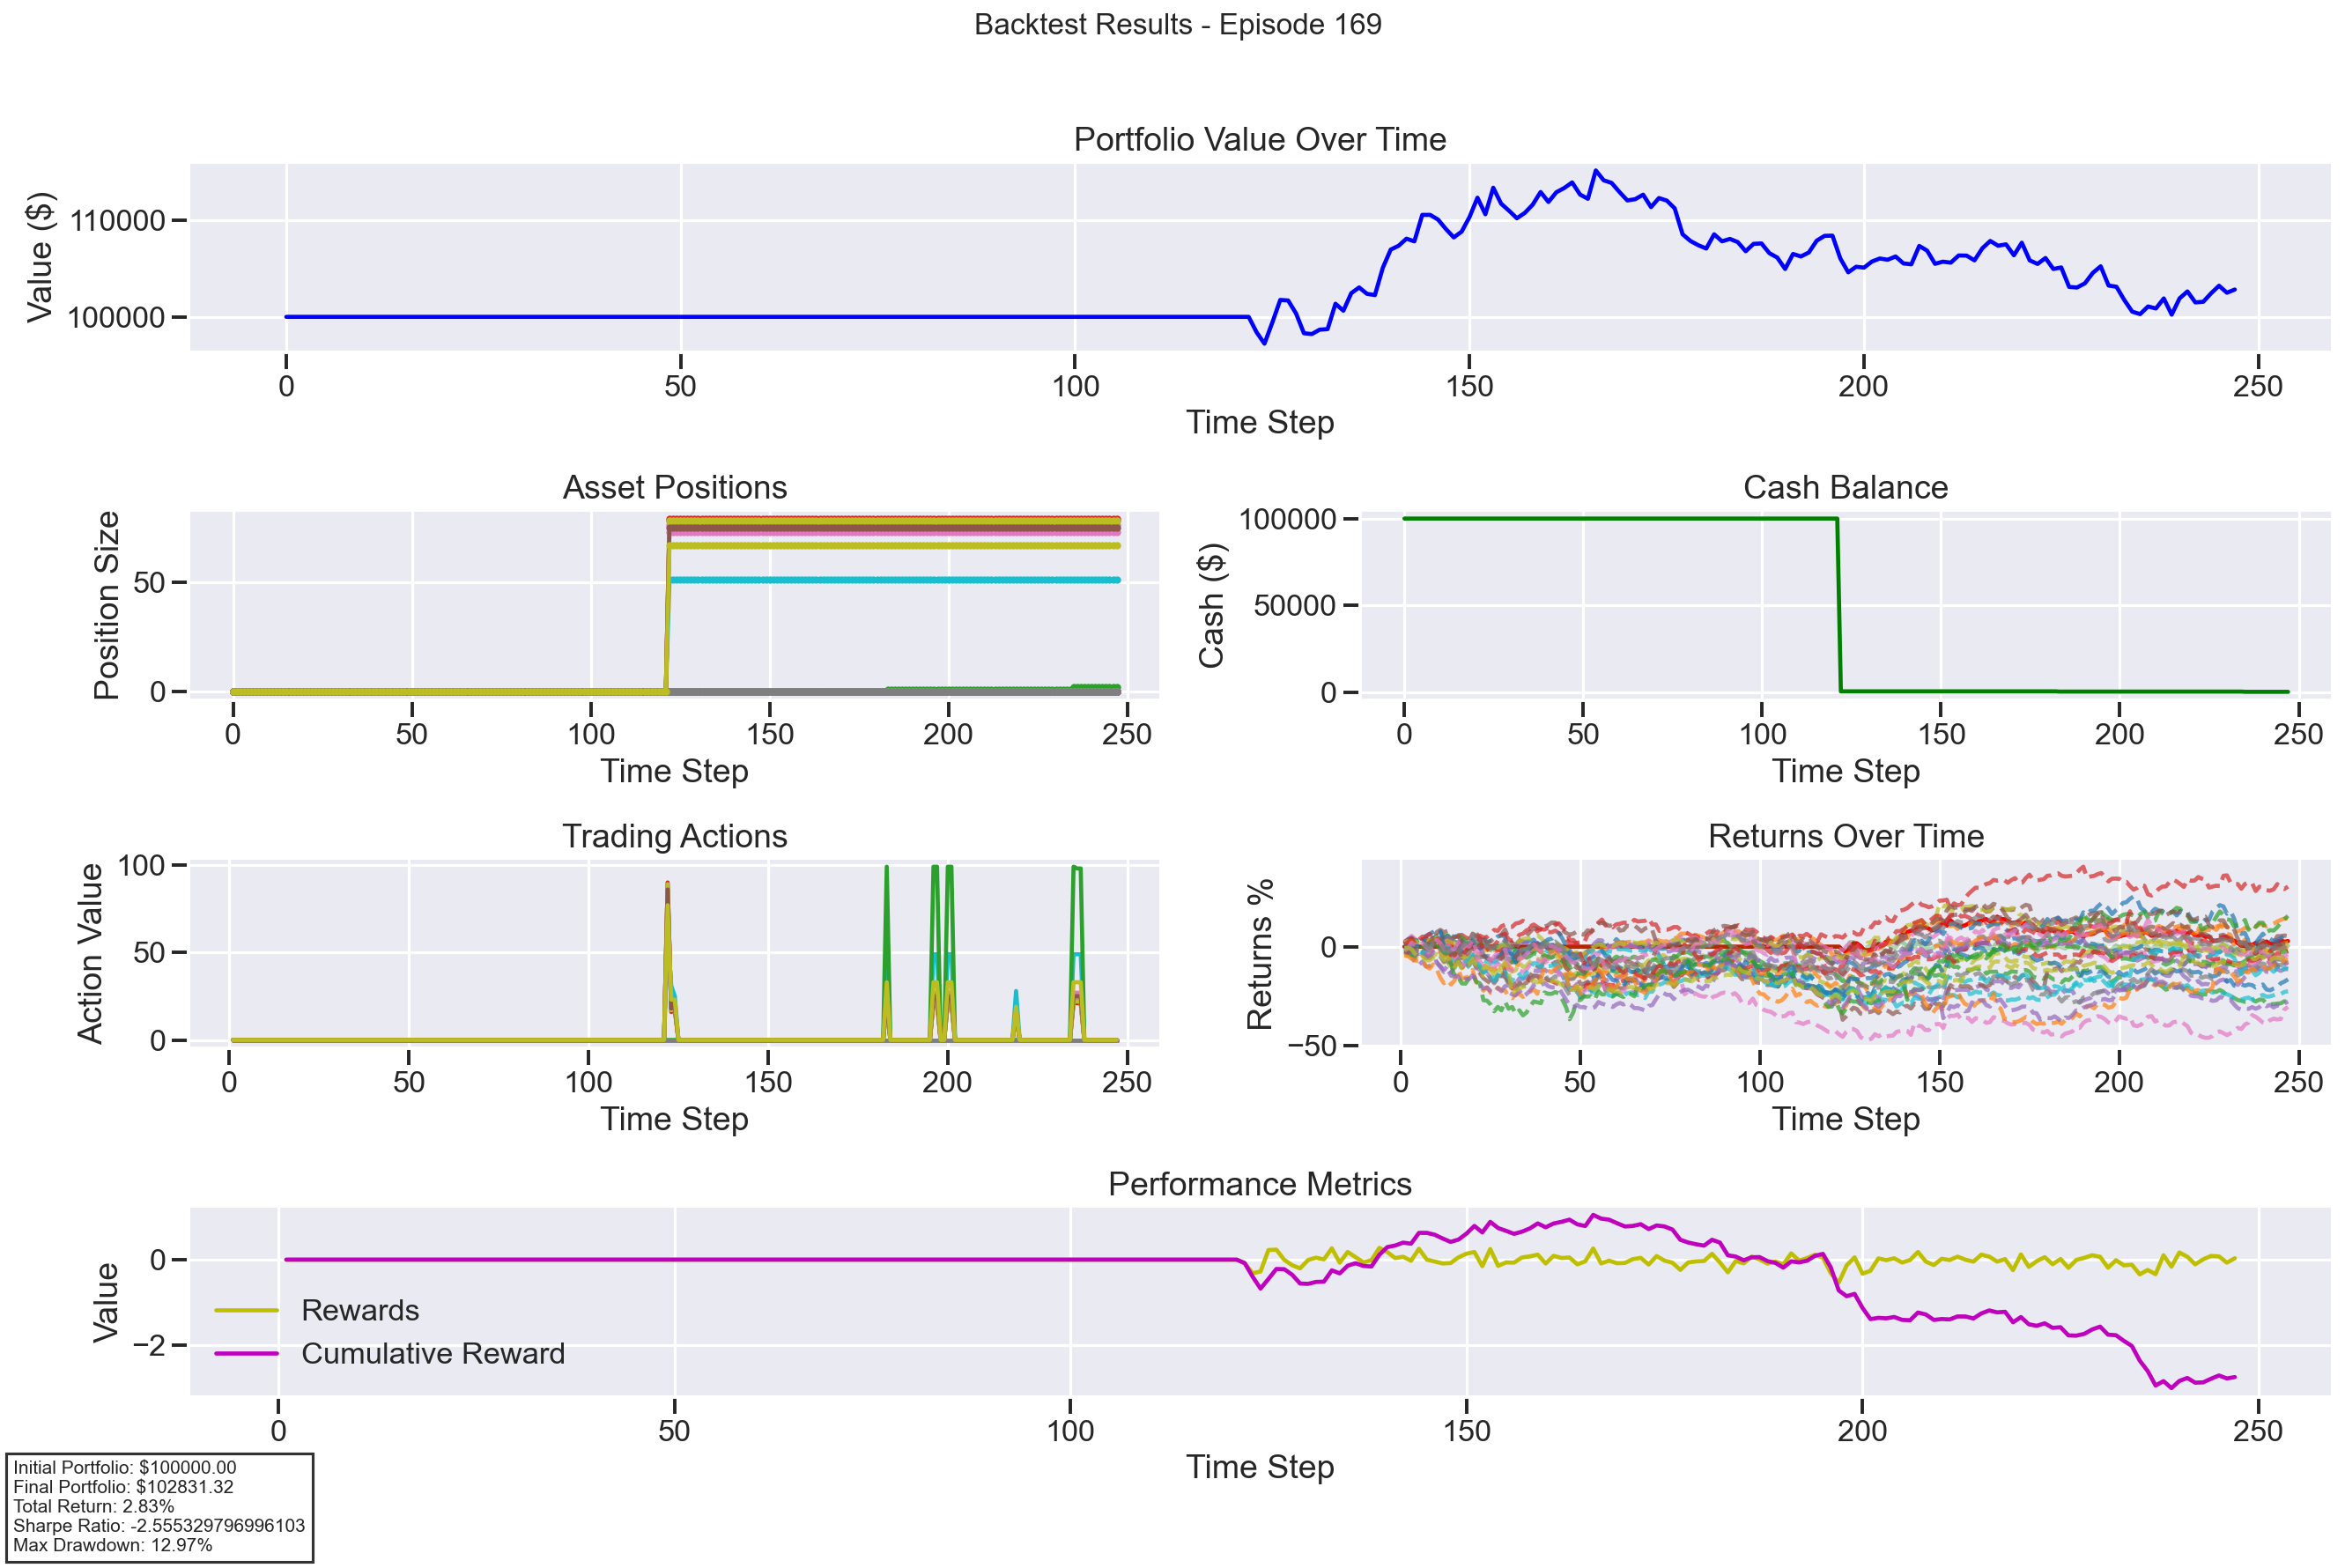 Backtest Results - Episode 169
Portfolio Value Over Time
Value ($)
110000
100000
0 50 100 150 200 250
Time Step
Asset Positions
Position Size
50
0
0 50 100 150 200 250
Time Step
Cash Balance
Cash ($)
100000
50000
0
0 50 100 150 200 250
Time Step
Trading Actions
Action Value
100
50
0
0 50 100 150 200 250
Time Step
Returns Over Time
Returns %
0
−50
0 50 100 150 200 250
Time Step
Performance Metrics
Value
0
−2
Rewards
Cumulative Reward
0 50 100 150 200 250
Time Step
Initial Portfolio: $100000.00
Final Portfolio: $102831.32
Total Return: 2.83%
Sharpe Ratio: -2.555329796996103
Max Drawdown: 12.97%